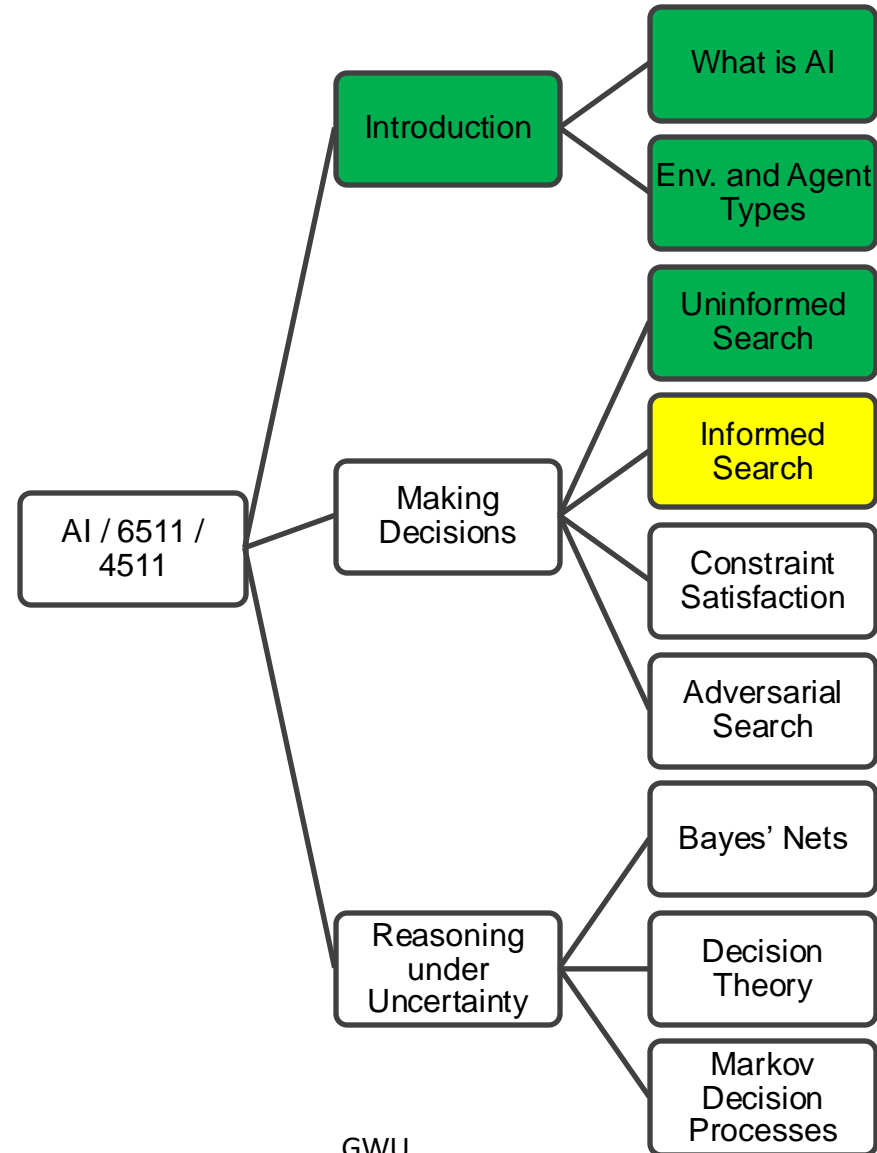 What is AI
Introduction
Env. and Agent
Types
Uninformed
Search
Informed
Search
Making
Decisions
AI / 6511 /
4511
Constraint
Satisfaction
Adversarial
Search
Bayes’ Nets
Reasoning
under
Uncertainty
Decision
Theory
Markov
Decision
Processes
GWU